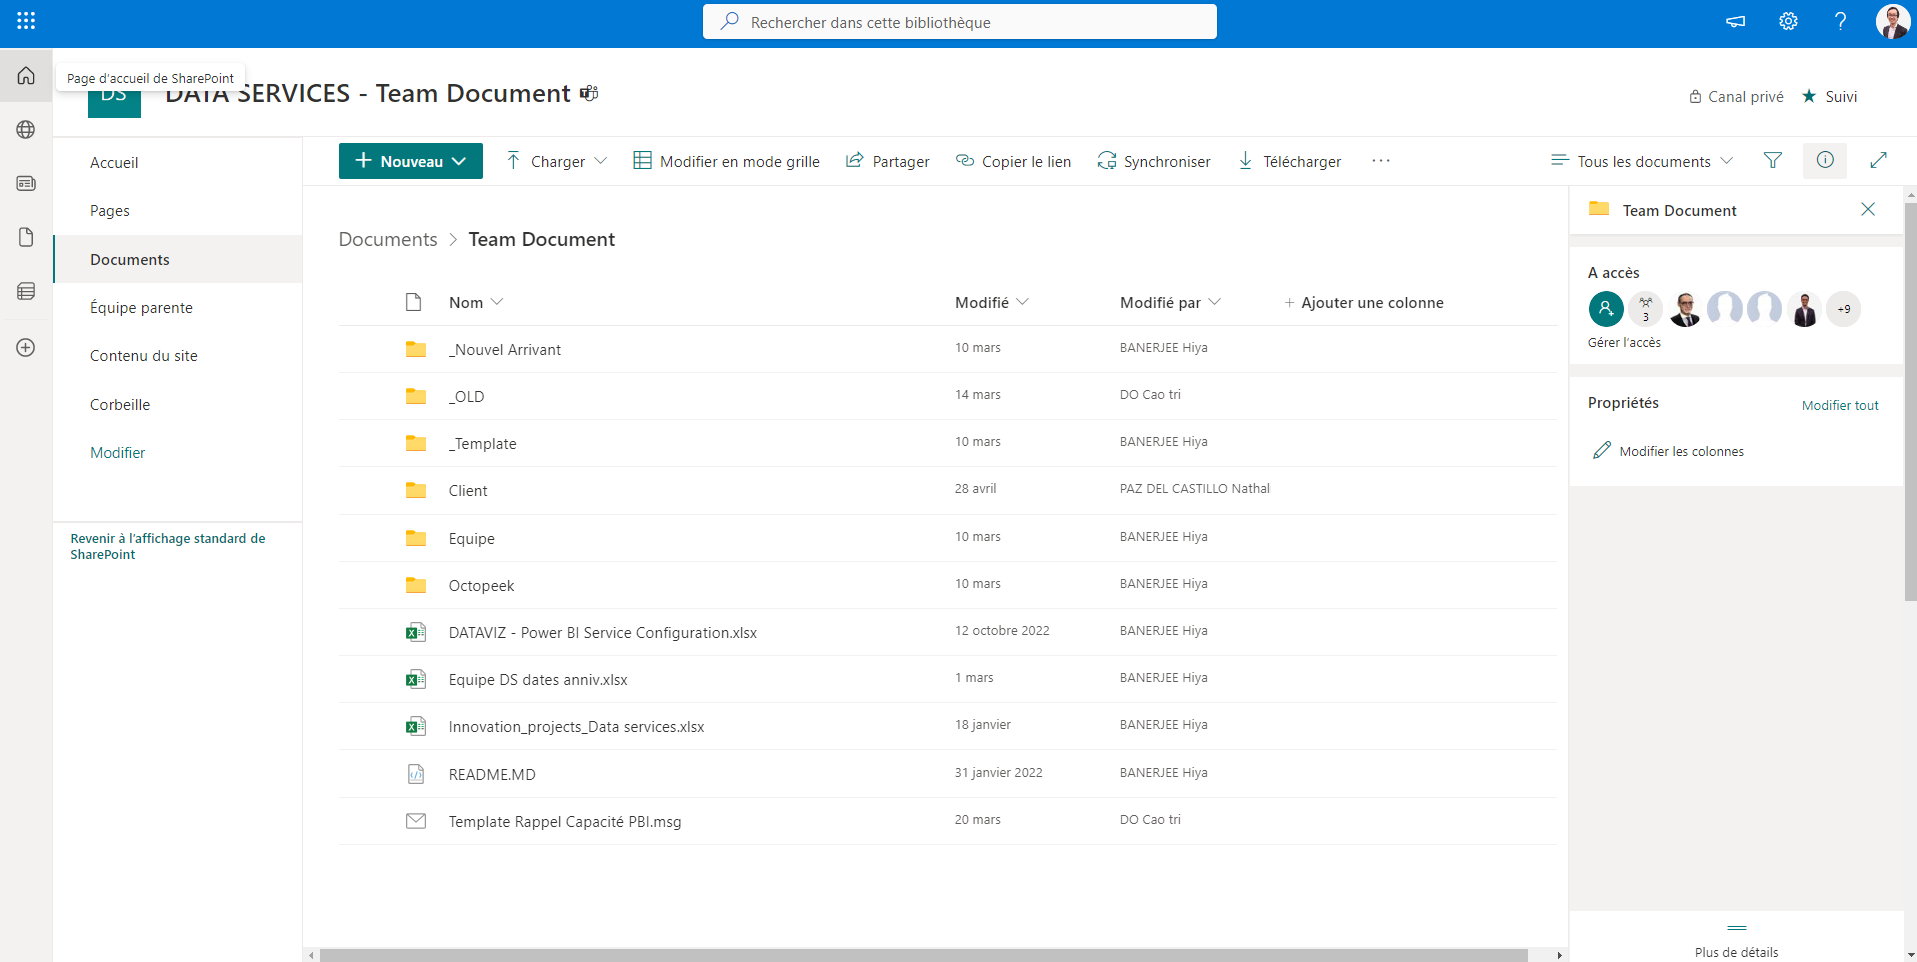 Rechercher dans cette bibliothèque
Page d'accueil de SharePoint
DS
DATA SERVICES - Team Document
Canal privé
Suivi
Accueil
Pages
Documents
Équipe parente
Contenu du site
Corbeille
Modifier
Revenir à l'affichage standard de
SharePoint
Nouveau
Charger
Modifier en mode grille
Partager
Copier le lien
Synchroniser
Télécharger
Tous les documents
Documents > Team Document
Nom Modifié Modifié par + Ajouter une colonne
_Nouvel Arrivant 10 mars BANERJEE Hiya
_OLD 14 mars DO Cao tri
_Template 10 mars BANERJEE Hiya
Client 28 avril PAZ DEL CASTILLO Nathal
Equipe 10 mars BANERJEE Hiya
Octopeek 10 mars BANERJEE Hiya
DATAVIZ - Power BI Service Configuration.xlsx 12 octobre 2022 BANERJEE Hiya
Equipe DS dates anniv.xlsx 1 mars BANERJEE Hiya
Innovation_projects_Data services.xlsx 18 janvier BANERJEE Hiya
README.MD 31 janvier 2022 BANERJEE Hiya
Template Rappel Capacité PBI.msg 20 mars DO Cao tri
Team Document
A accès
3 +9
Gérer l'accès
Propriétés Modifier tout
Modifier les colonnes
Plus de détails